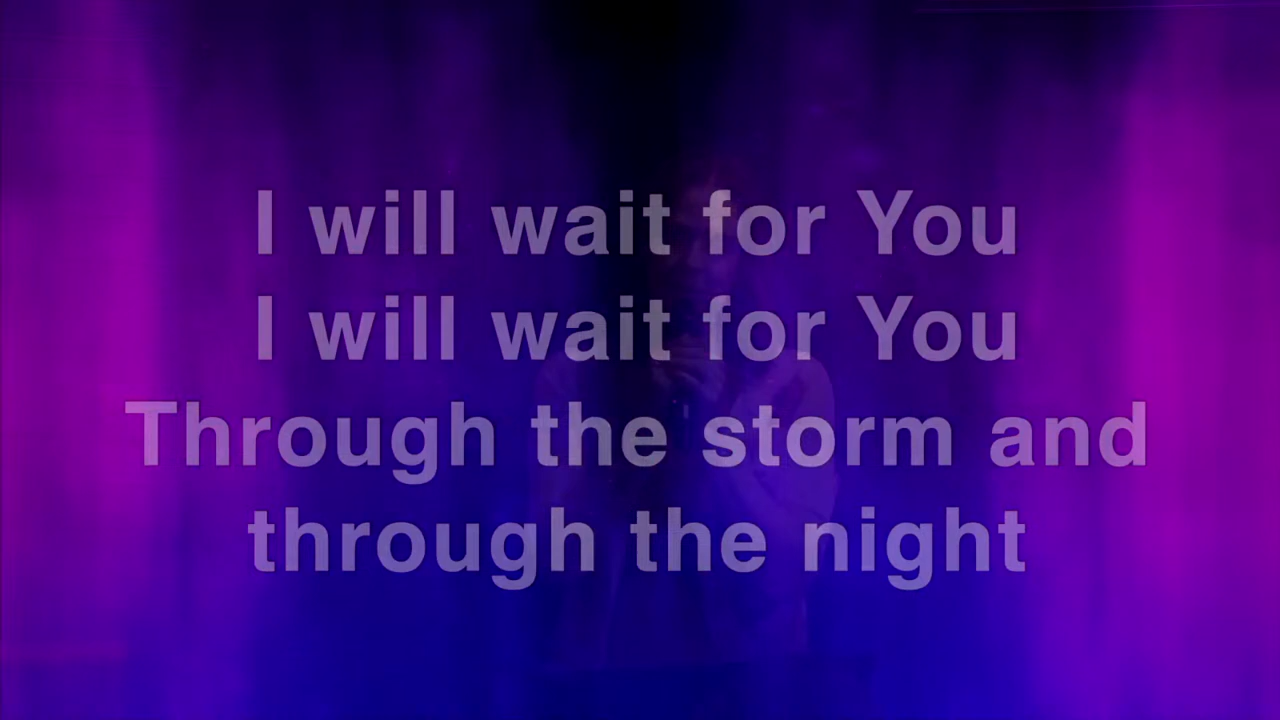 I will wait for You
I will wait for You
Through the storm and
through the night